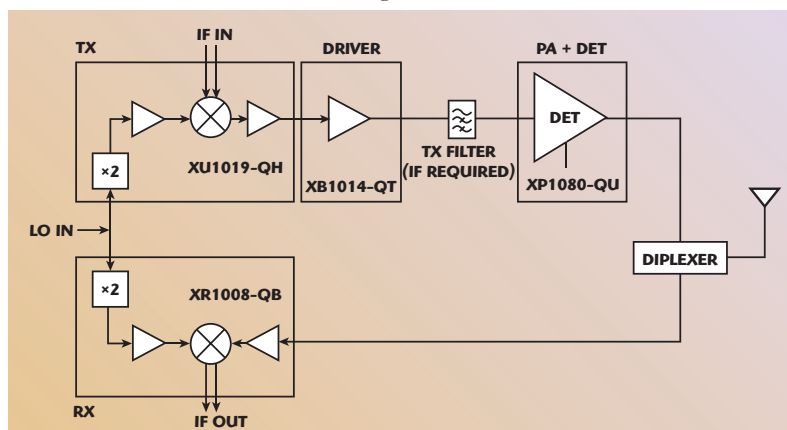 IF IN
TX
DRIVER
PA + DET
DET
×2
XU1019-QH
XB1014-QT
TX FILTER
(IF REQUIRED)
XP1080-QU
LO IN
DIPLEXER
×2
XR1008-QB
RX
IF OUT